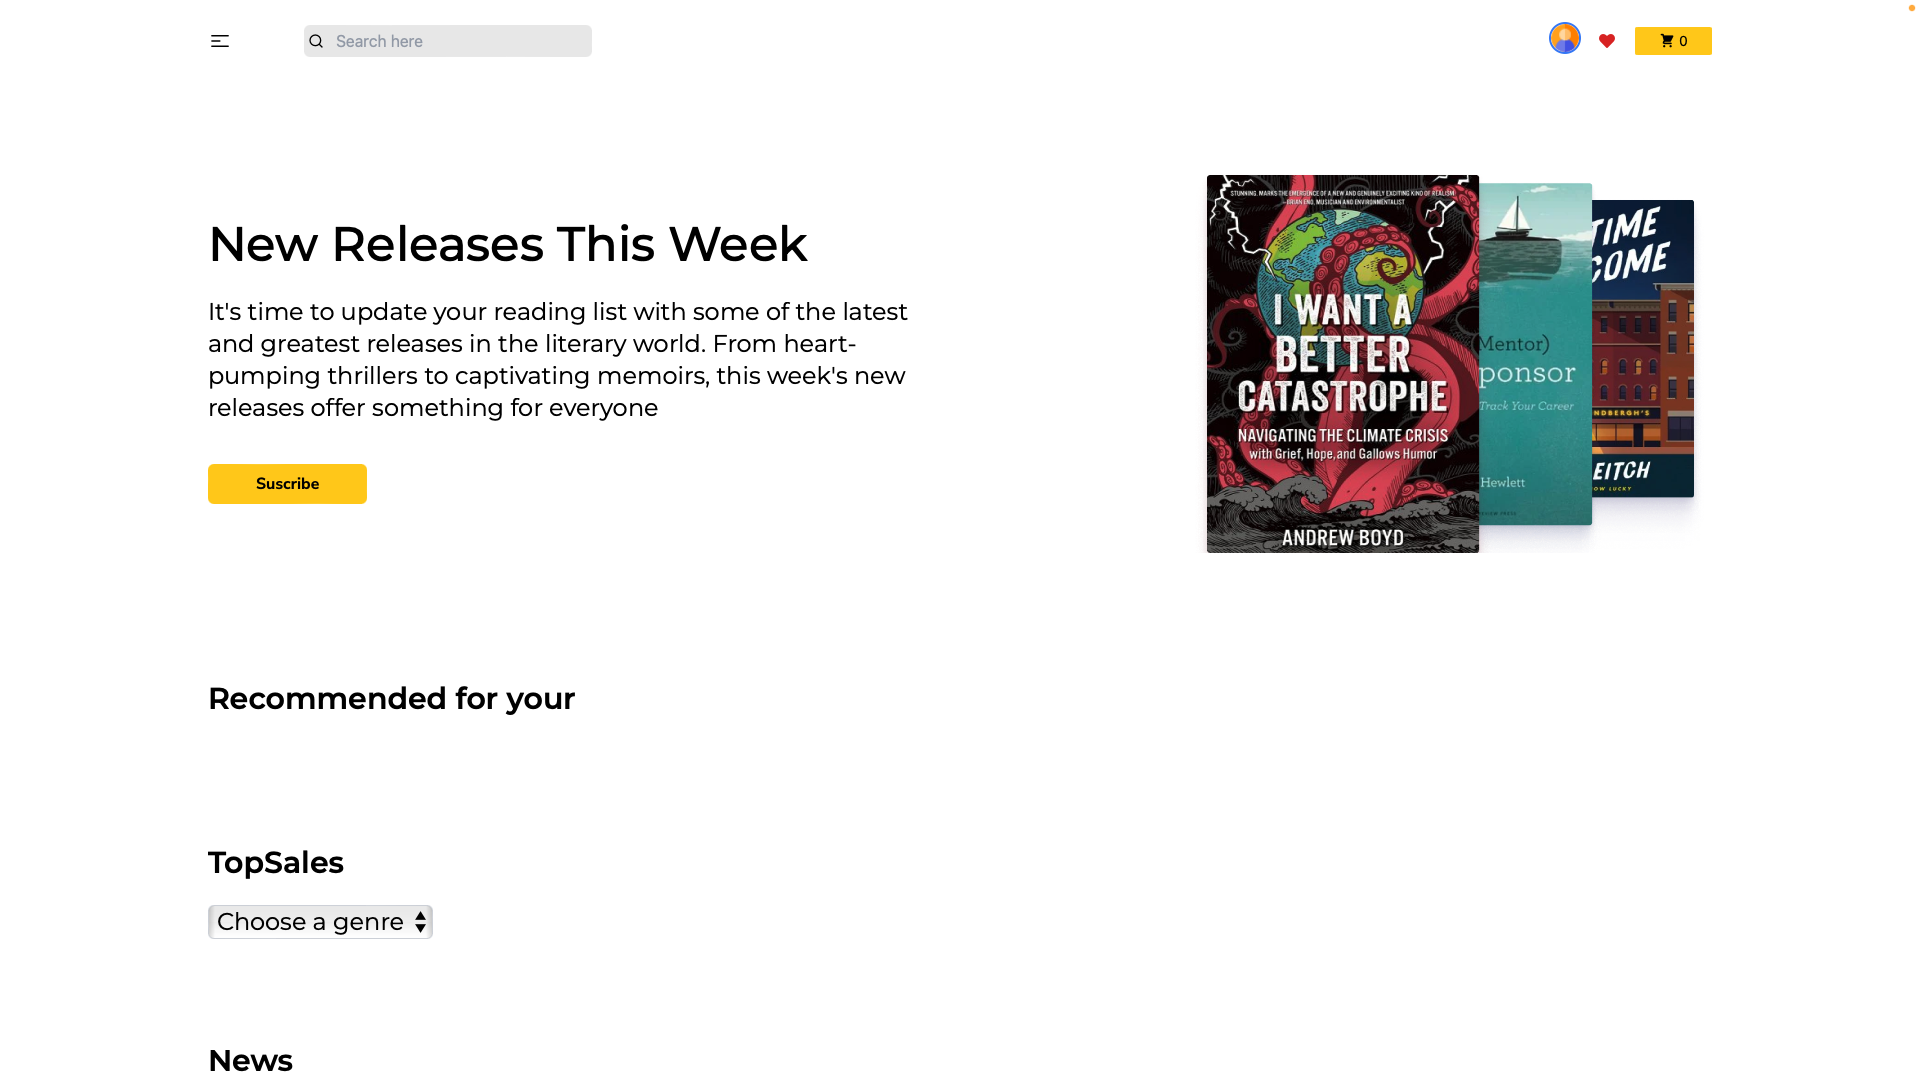 Search here
0
New Releases This Week
It's time to update your reading list with some of the latest
and greatest releases in the literary world. From heart-
pumping thrillers to captivating memoirs, this week's new
releases offer something for everyone
Suscribe
STUNNING. MARKS THE EMERGENCE OF A NEW AND GENUINELY EXCITING KIND OF REALISM
—BRIAN ENO, MUSICIAN AND ENVIRONMENTALIST
I WANT A
BETTER
CATASTROPHE
NAVIGATING THE CLIMATE CRISIS
with Grief, Hope, and Gallows Humor
ANDREW BOYD
Mentor)
ponsor
Track Your Career
Hewlett
TIME
COME
NDBERGH'S
EITCH
OW LUCKY
Recommended for your
TopSales
Choose a genre
News